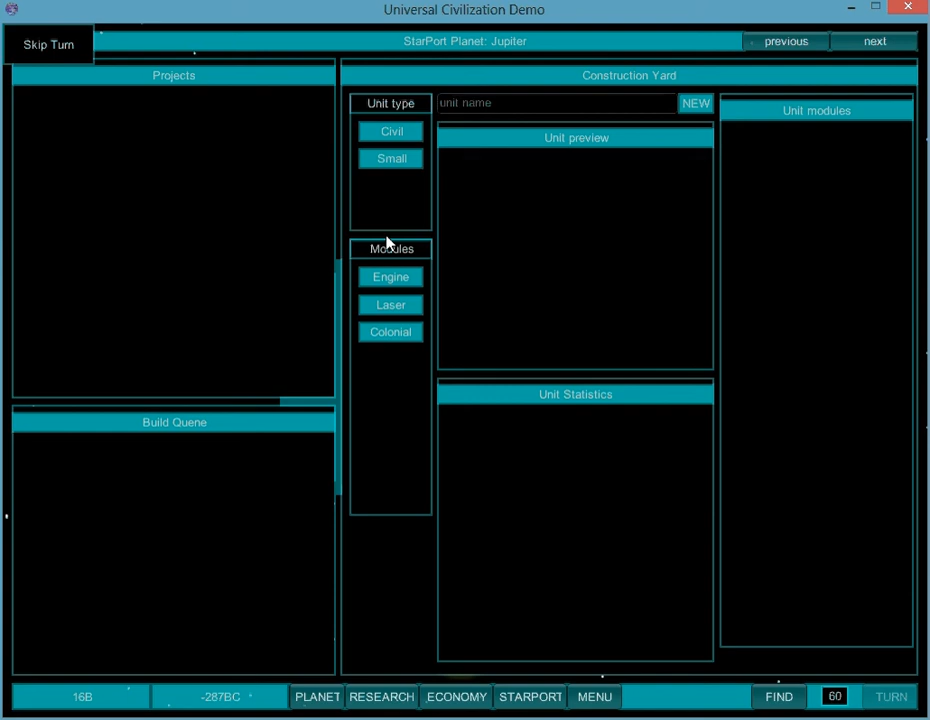 Universal Civilization Demo
Skip Turn
StarPort Planet: Jupiter
previous
next
Projects
Construction Yard
Unit type
unit name
NEW
Unit modules
Civil
Unit preview
Small
Modules
Engine
Laser
Colonial
Unit Statistics
Build Quene
16B
-287BC
PLANET
RESEARCH
ECONOMY
STARPORT
MENU
FIND
60
TURN